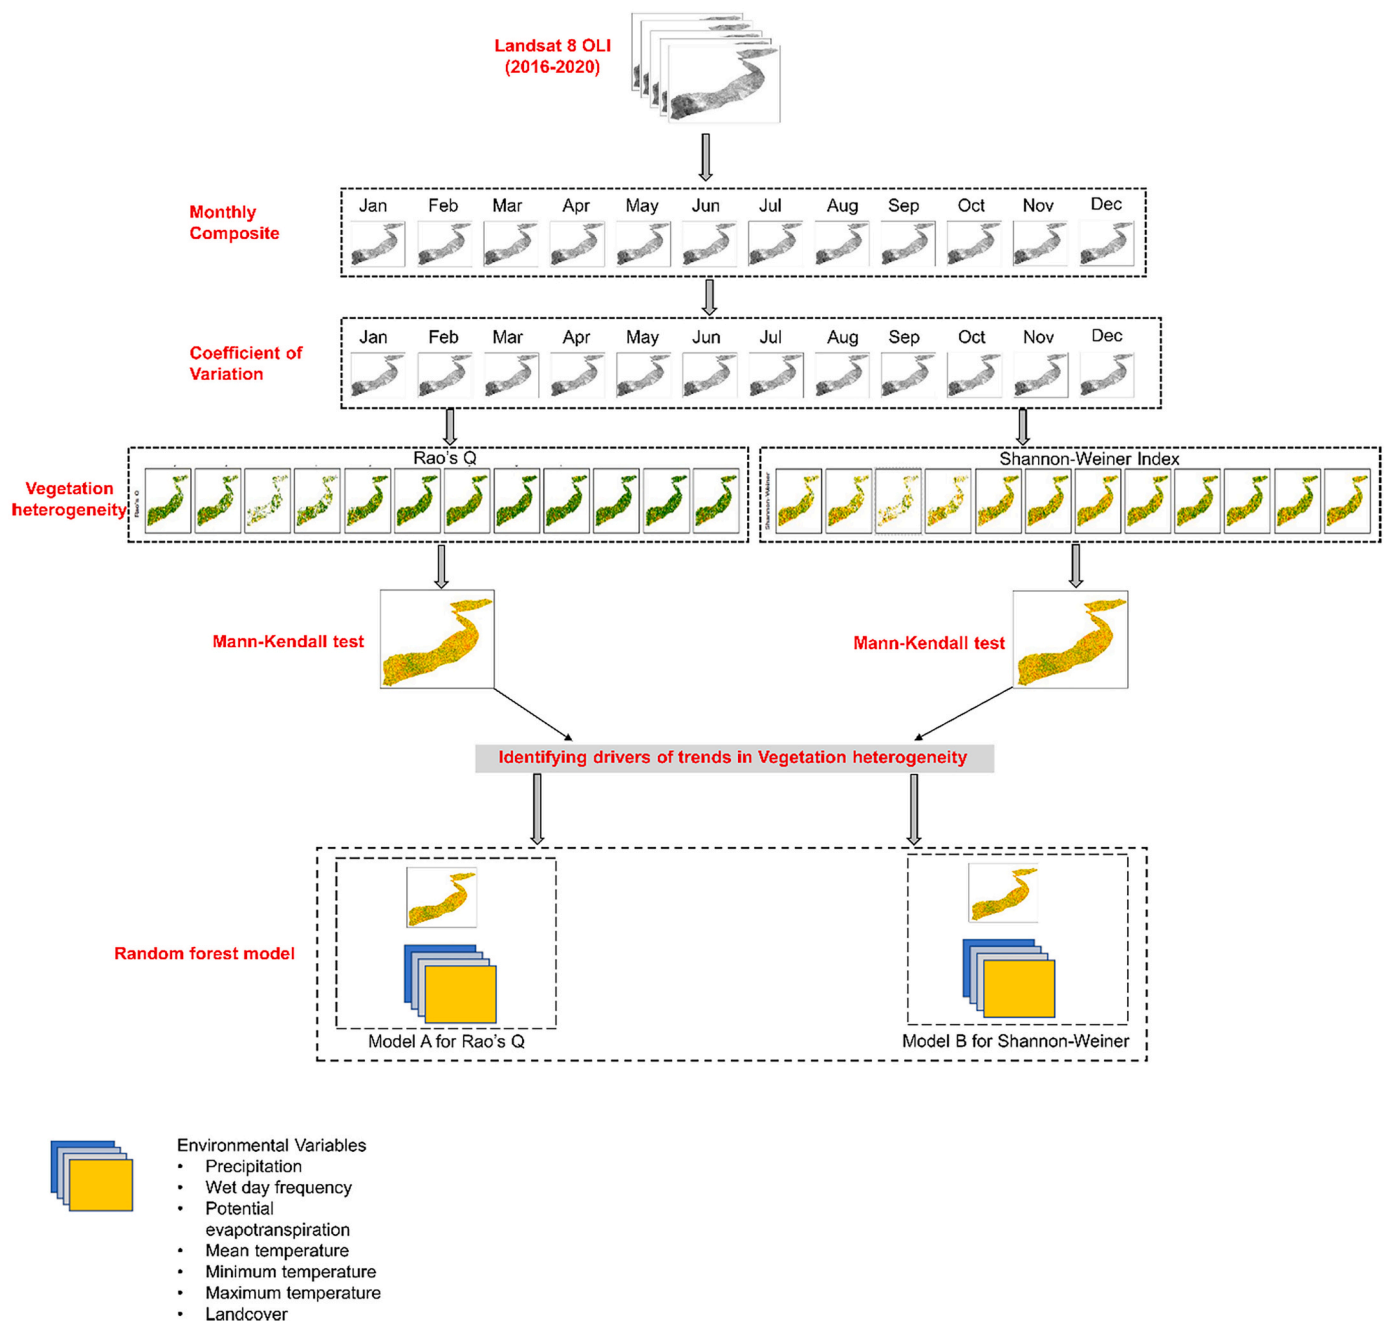 Landsat 8 OLI
(2016-2020)
Monthly
Composite
Jan Feb Mar Apr May Jun Jul Aug Sep Oct Nov Dec
Coefficient of
Variation
Jan Feb Mar Apr May Jun Jul Aug Sep Oct Nov Dec
Vegetation
heterogeneity
Rao's Q
Rao's Q
Shannon-Weiner Index
Shannon-Weiner
Mann-Kendall test
Mann-Kendall test
Identifying drivers of trends in Vegetation heterogeneity
Random forest model
Model A for Rao's Q
Model B for Shannon-Weiner
Environmental Variables
• Precipitation
• Wet day frequency
• Potential
evapotranspiration
• Mean temperature
• Minimum temperature
• Maximum temperature
• Landcover